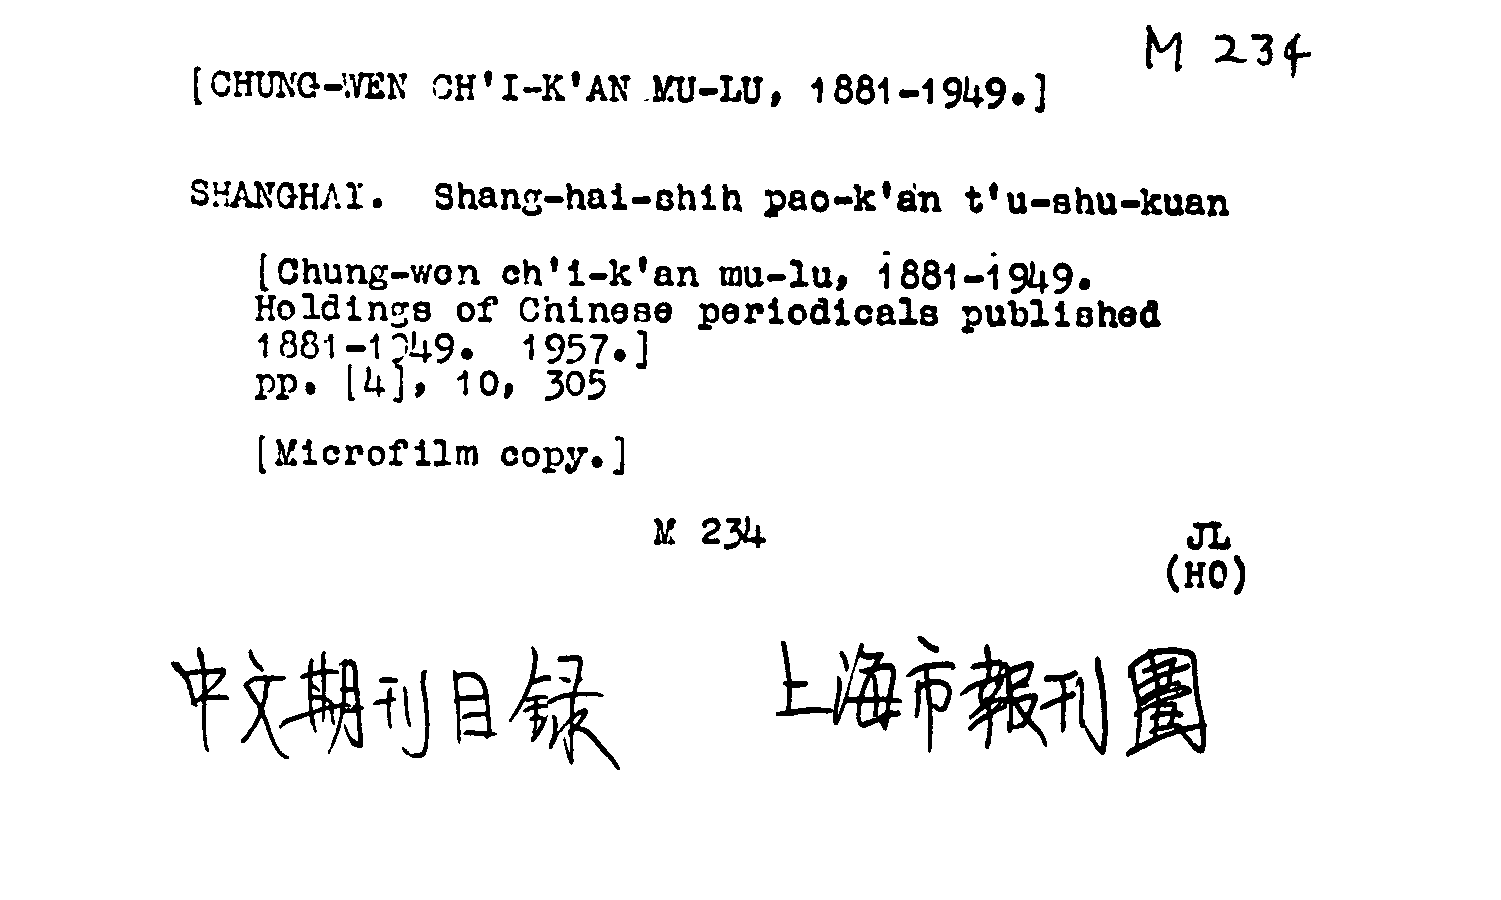 M 234
[CHUNG-WEN CH'I-K'AN MU-LU, 1881-1949.]
SHANGHAI. Shang-hai-shih pao-k'an t'u-shu-kuan
[Chung-wen ch'i-k'an mu-lu, 1881-1949.
Holdings of Chinese periodicals published
1881-1949. 1957.]
pp. [4], 10, 305
[Microfilm copy.]
M 234
JL
(HO)
中文期刊目録 上海市報刊圕